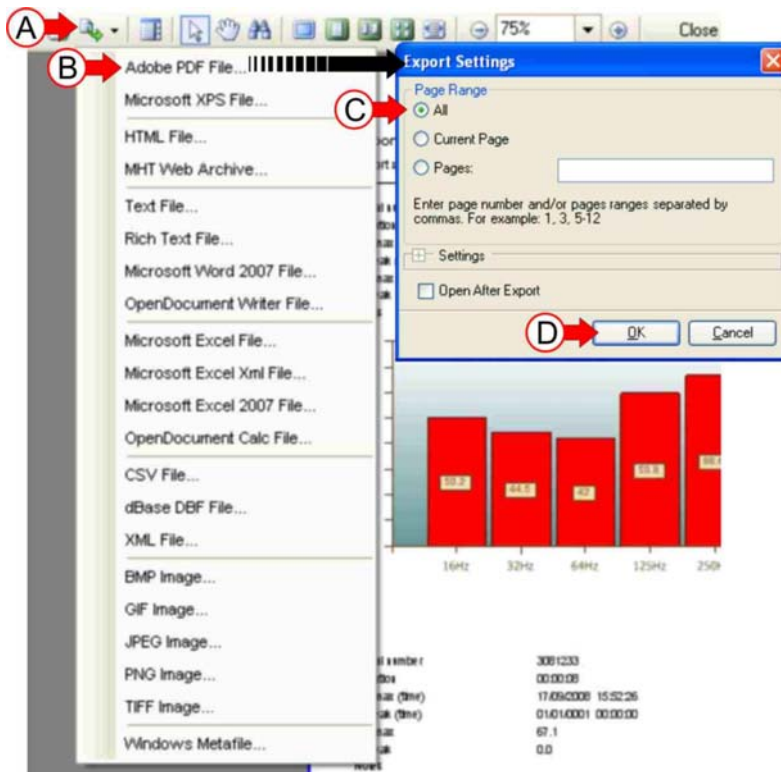 A
75%
Close
B
Adobe PDF File...
Microsoft XPS File...
HTML File...
MHT Web Archive...
Text File...
Rich Text File...
Microsoft Word 2007 File...
OpenDocument Writer File...
Microsoft Excel File...
Microsoft Excel Xml File...
Microsoft Excel 2007 File...
OpenDocument Calc File...
CSV File...
dBase DBF File...
XML File...
BMP Image...
GIF Image...
JPEG Image...
PNG Image...
TIFF Image...
Windows Metafile...
Export Settings
Page Range
C
All
Current Page
Pages:
Enter page number and/or pages ranges separated by
commas. For example: 1, 3, 5-12
Settings
Open After Export
D
OK
Cancel
44.5
42
59.8
16Hz
32Hz
64Hz
125Hz
3081233
00:00:08
(time) 17/09/2008 15:52:26
(time) 01/01/0001 00:00:00
67.1
0.0
Notes